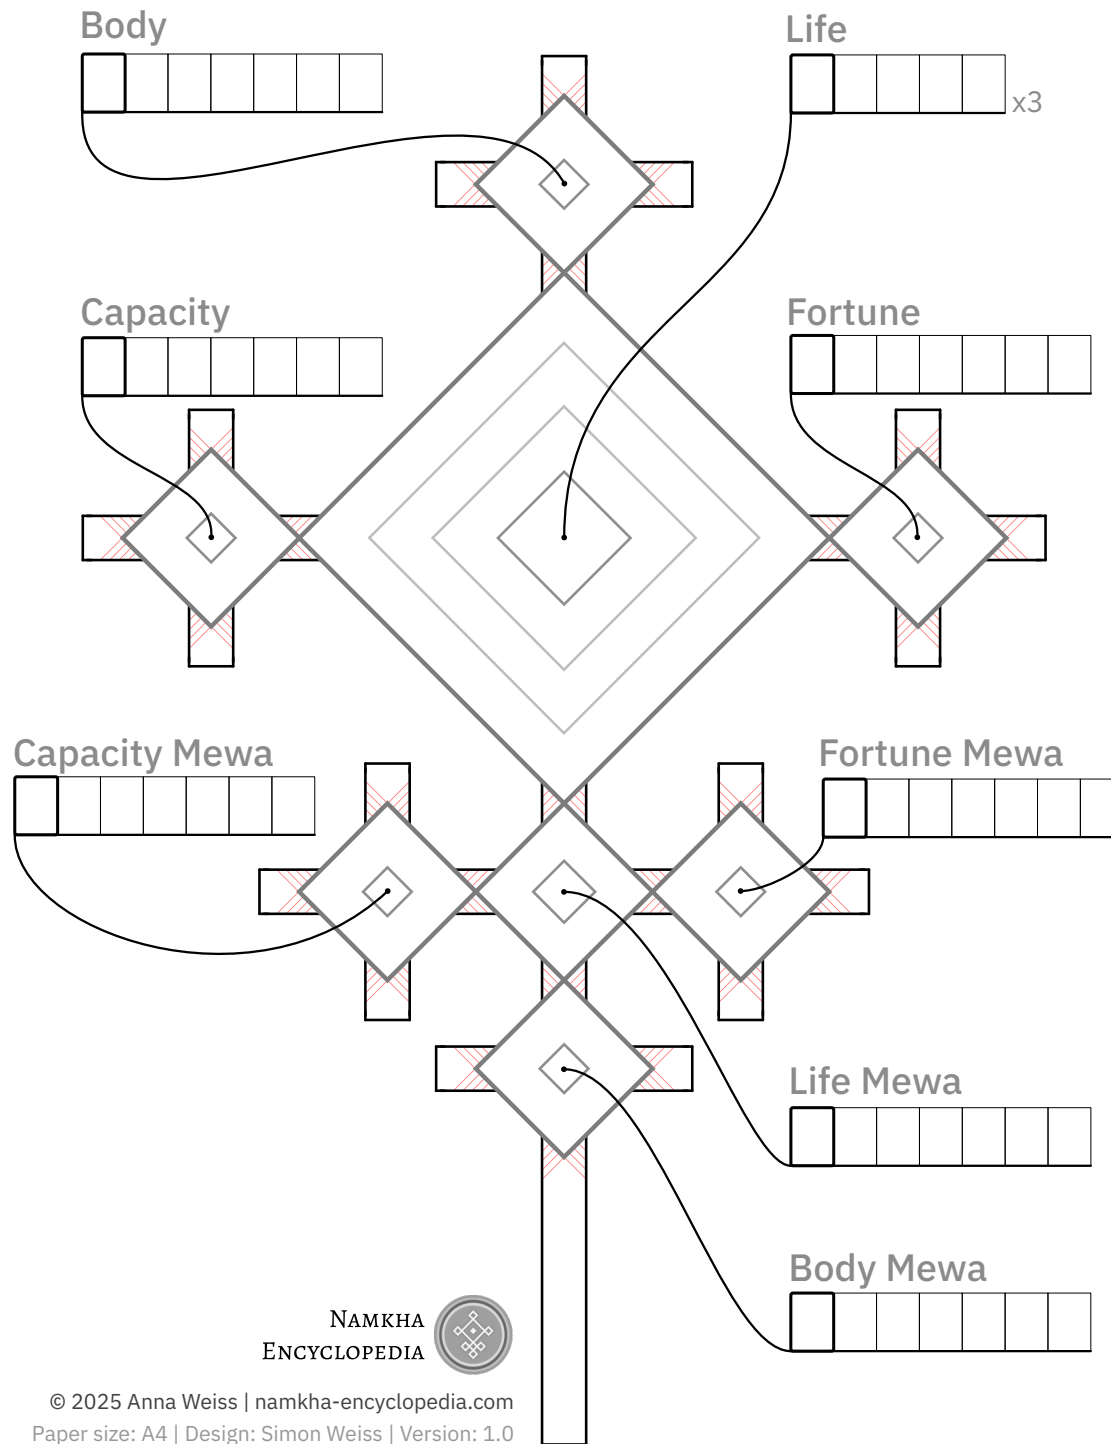 Body
Life
x3
Capacity
Fortune
Capacity Mewa
Fortune Mewa
Life Mewa
Body Mewa
Namkha
Encyclopedia
© 2025 Anna Weiss | namkha-encyclopedia.com
Paper size: A4 | Design: Simon Weiss | Version: 1.0